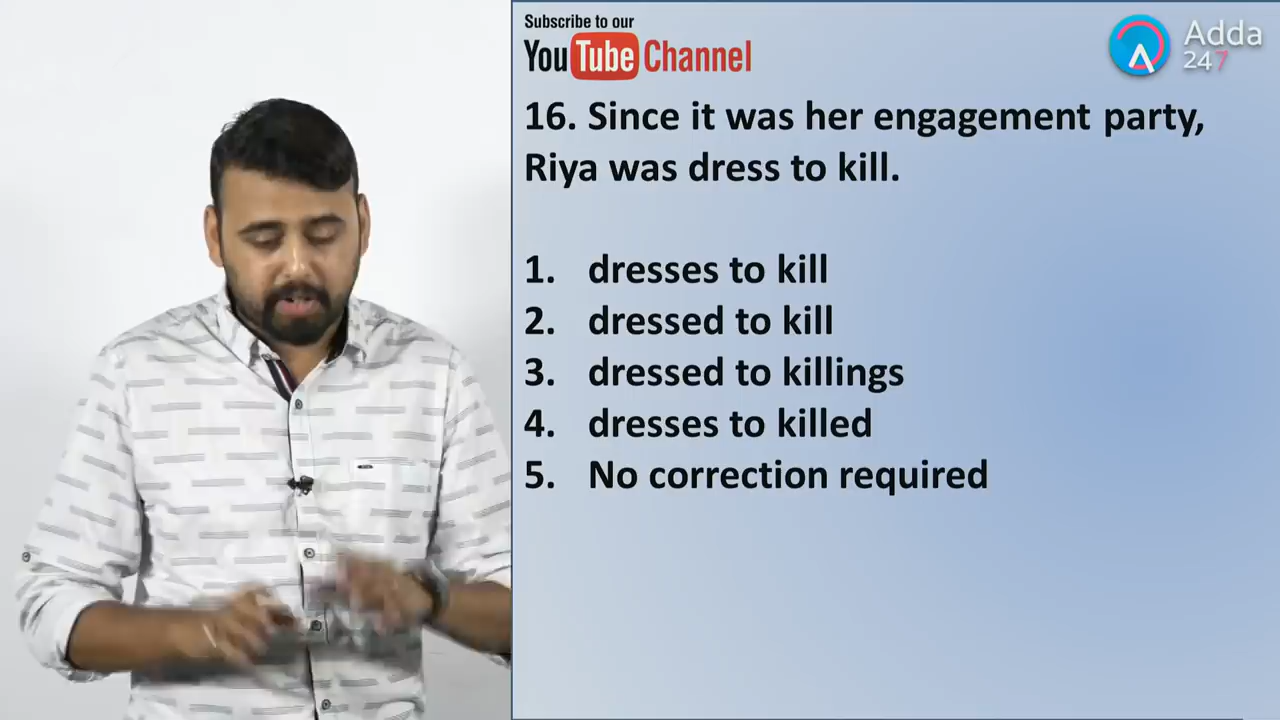 Subscribe to our
YouTube Channel
Adda
247
16. Since it was her engagement party,
Riya was dress to kill.
1. dresses to kill
2. dressed to kill
3. dressed to killings
4. dresses to killed
5. No correction required